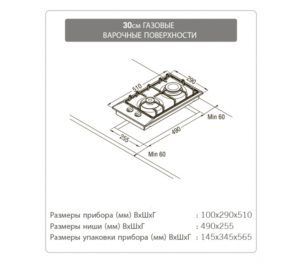 30см ГАЗОВЫЕ
ВАРОЧНЫЕ ПОВЕРХНОСТИ
510
290
Min 60
490
255
Min 60
Размеры прибора (мм) ВхШхГ : 100x290x510
Размеры ниши (мм) ВхШхГ : 490x255
Размеры упаковки прибора (мм) ВхШхГ : 145x345x565